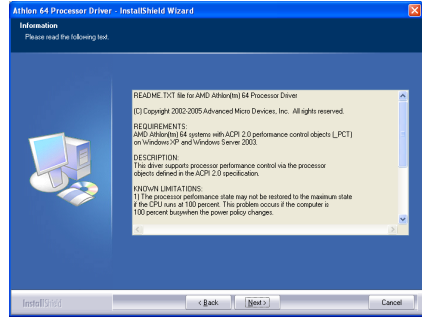 Athlon 64 Processor Driver - InstallShield Wizard
Information
Please read the following text.
README.TXT file for AMD Athlon(tm) 64 Processor Driver
(C) Copyright 2002-2005 Advanced Micro Devices, Inc. All rights reserved.
REQUIREMENTS:
AMD Athlon(tm) 64 systems with ACPI 2.0 performance control objects (_PCT)
on Windows XP and Windows Server 2003.
DESCRIPTION:
This driver supports processor performance control via the processor
objects defined in the ACPI 2.0 specification.
KNOWN LIMITATIONS:
1) The processor performance state may not be restored to the maximum state
if the CPU runs at 100 percent. This problem occurs if the computer is
100 percent busywhen the power policy changes.
InstallShield
< Back
Next >
Cancel